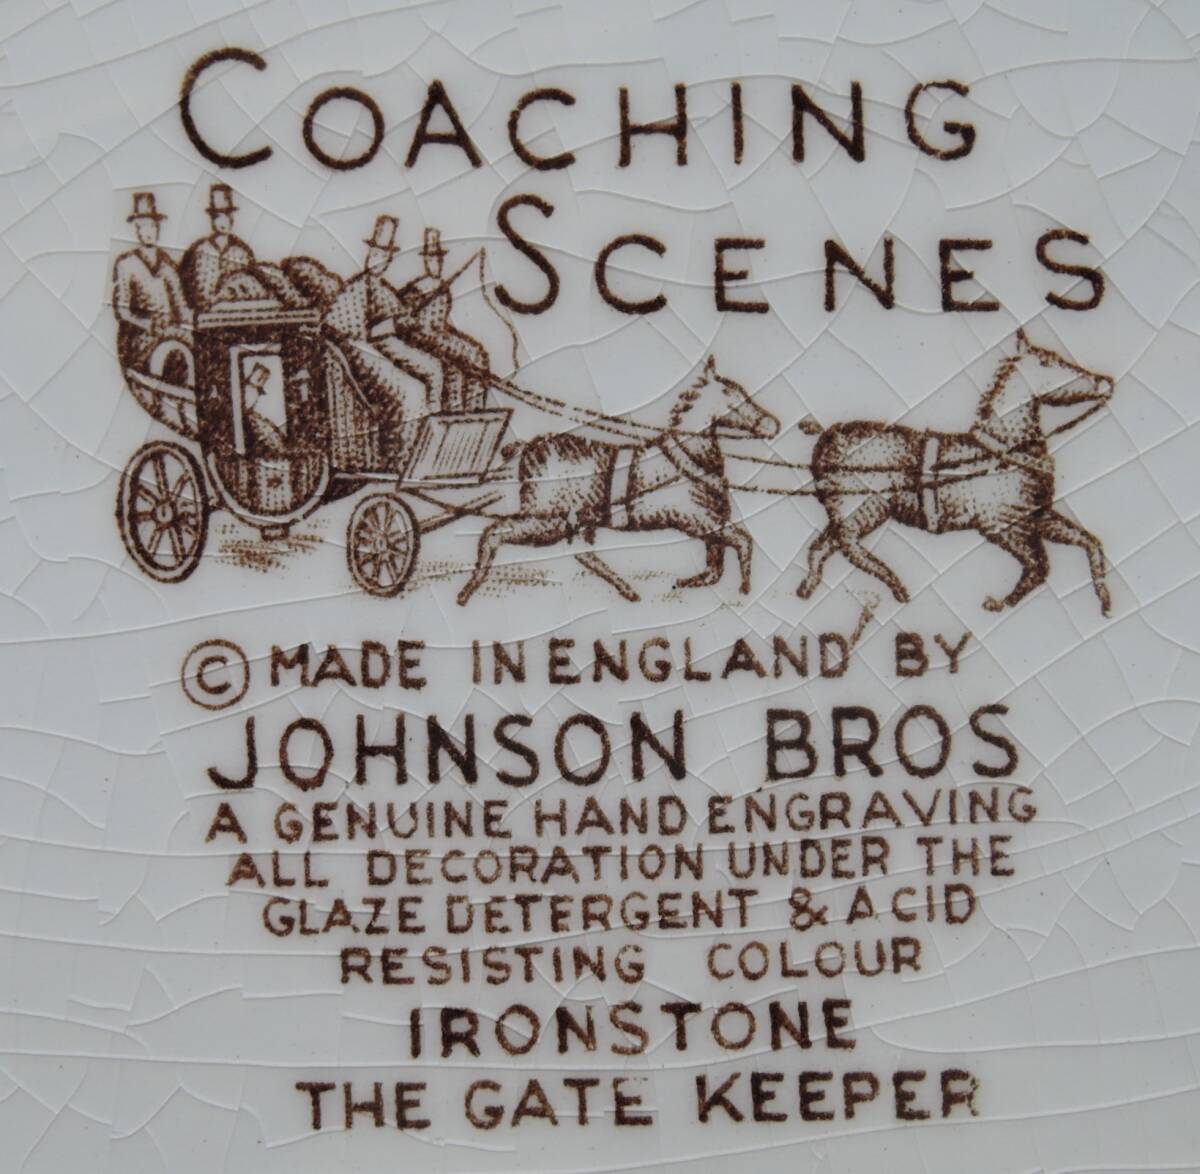 COACHING
SCENES
© MADE IN ENGLAND BY
JOHNSON BROS
A GENUINE HAND ENGRAVING
ALL DECORATION UNDER THE
GLAZE DETERGENT & ACID
RESISTING COLOUR
IRONSTONE
THE GATE KEEPER